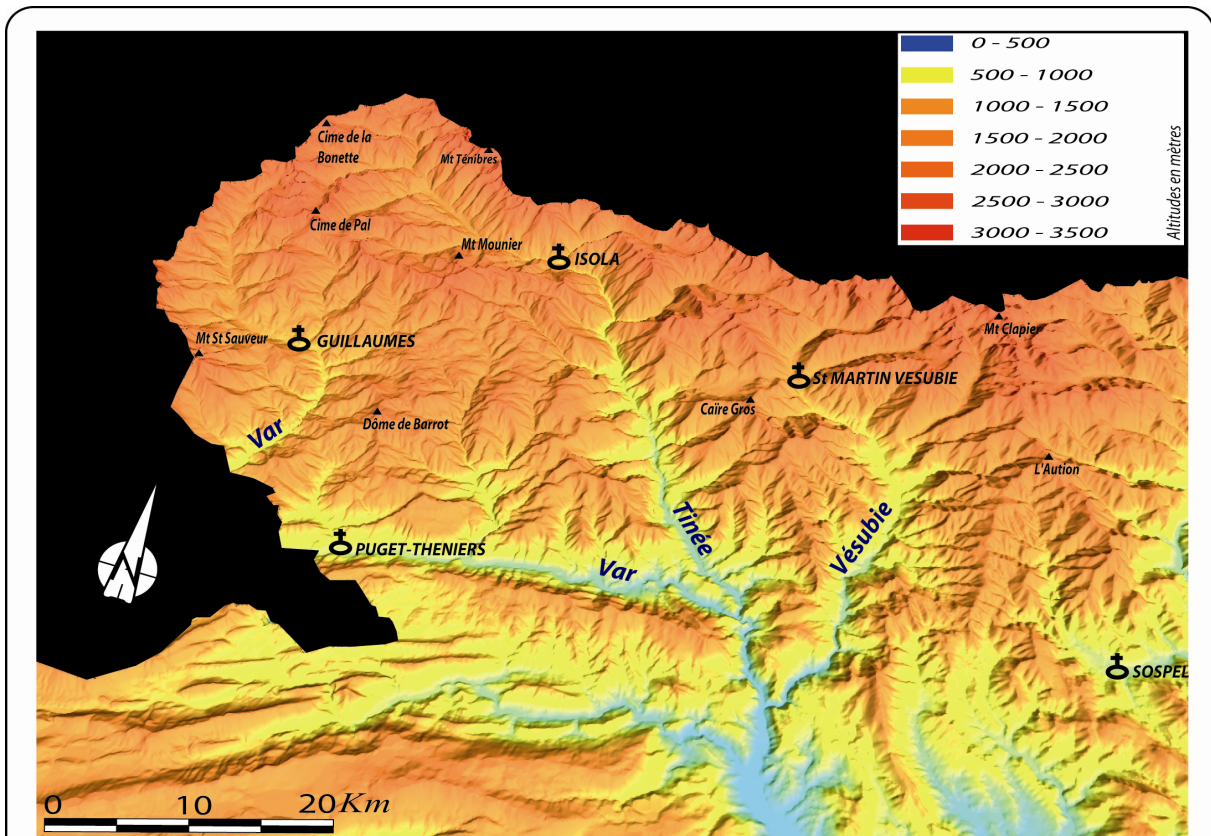 0 - 500
500 - 1000
1000 - 1500
1500 - 2000
2000 - 2500
2500 - 3000
3000 - 3500
Altitudes en mètres
Cime de la
Bonette
Mt Ténibres
Cime de Pal
Mt Mounier
ISOLA
Mt St Sauveur
GUILLAUMES
Mt Clapier
St MARTIN VESUBIE
Caïre Gros
Dôme de Barrot
Var
L'Aution
Tinée
Vésubie
PUGET-THENIERS
Var
SOSPEL
0 10 20 Km